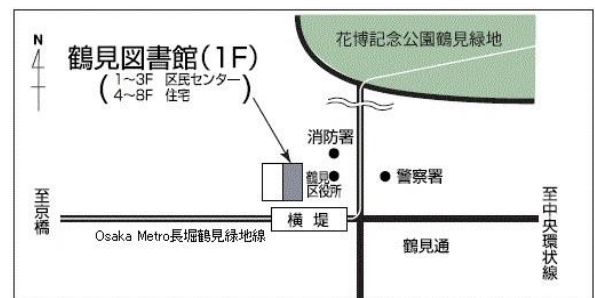 N
花博記念公園鶴見緑地
鶴見図書館(1F)
(1~3F 区民センター
4~8F 住宅)
消防署
鶴見
区役所
警察署
至京橋
横堤
至中央環状線
Osaka Metro長堀鶴見緑地線
鶴見通